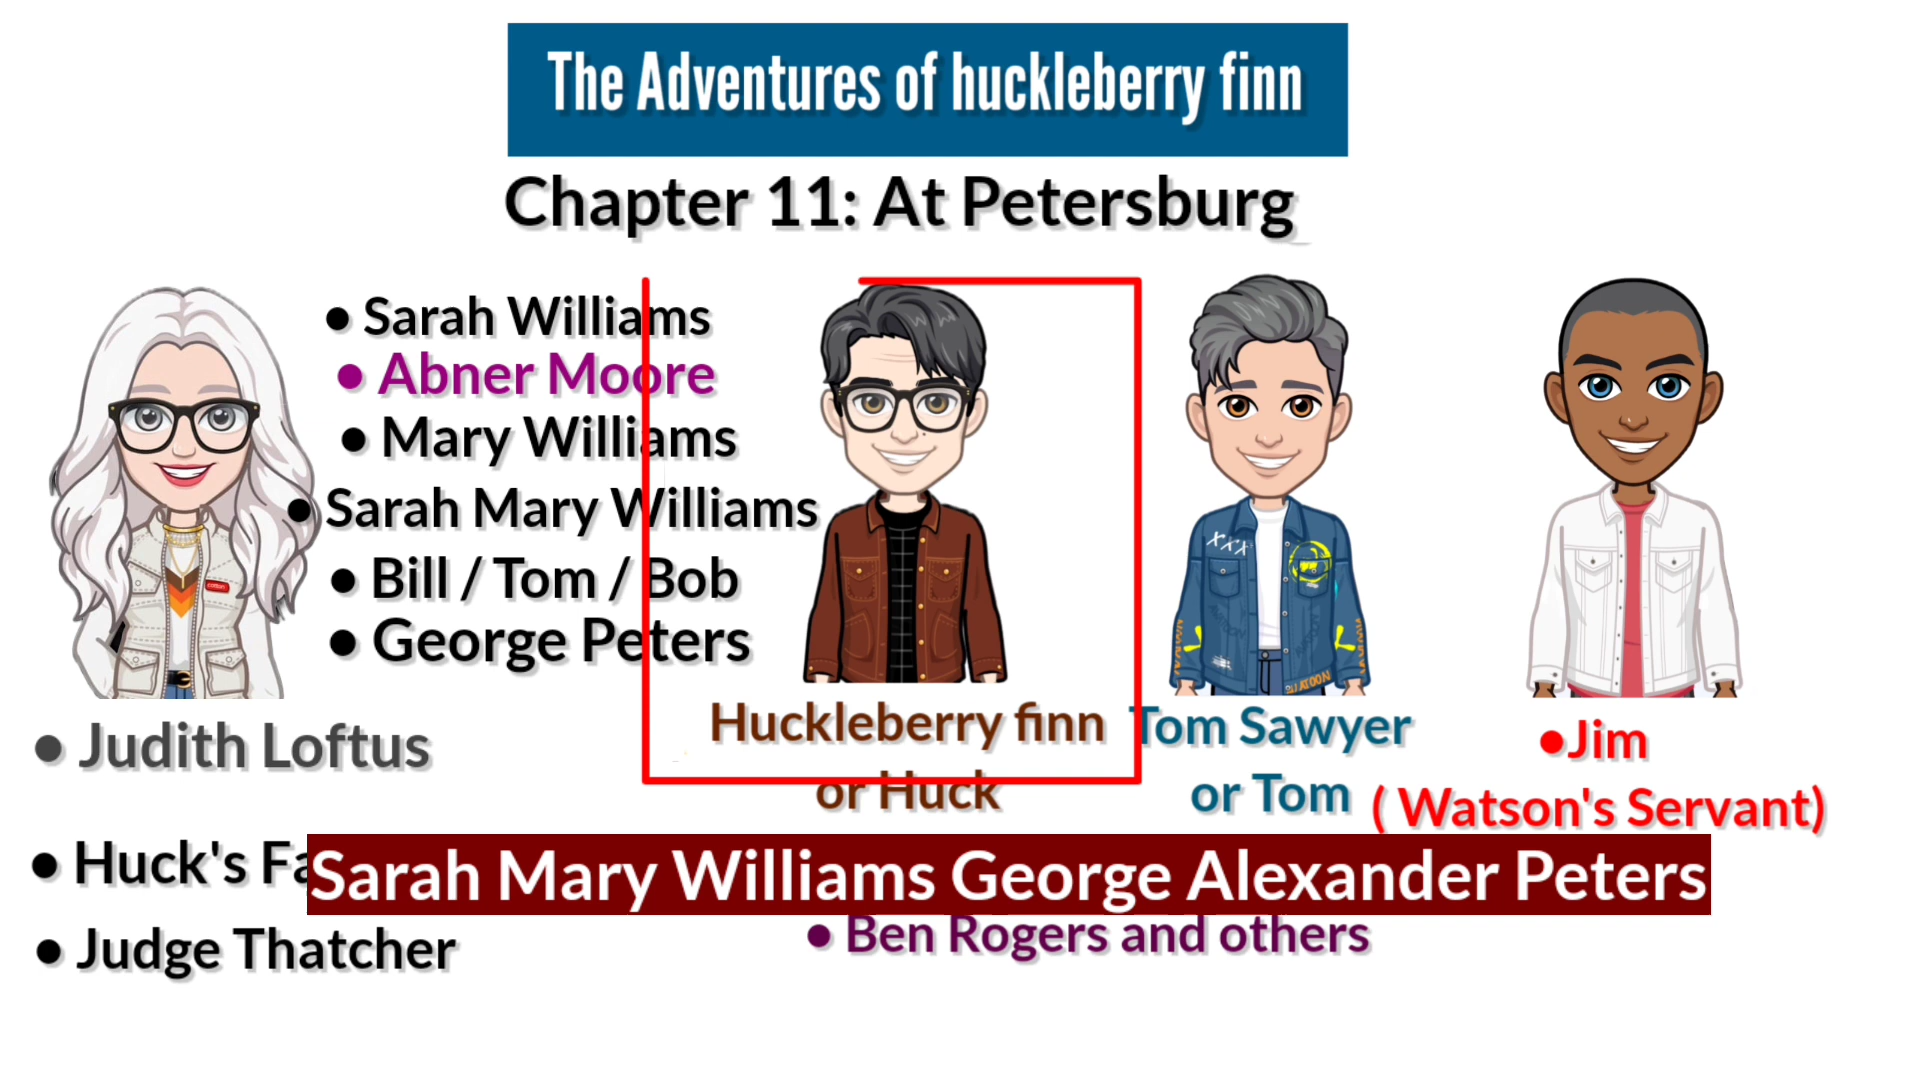 The Adventures of huckleberry finn
Chapter 11: At Petersburg
• Sarah Williams
• Abner Moore
• Mary Williams
• Sarah Mary Williams
• Bill / Tom / Bob
• George Peters
XXX
• Judith Loftus
Huckleberry finn
or Huck
Tom Sawyer
or Tom
•Jim
( Watson's Servant)
• Huck's
Sarah Mary Williams George Alexander Peters
• Judge Thatcher
• Ben Rogers and others